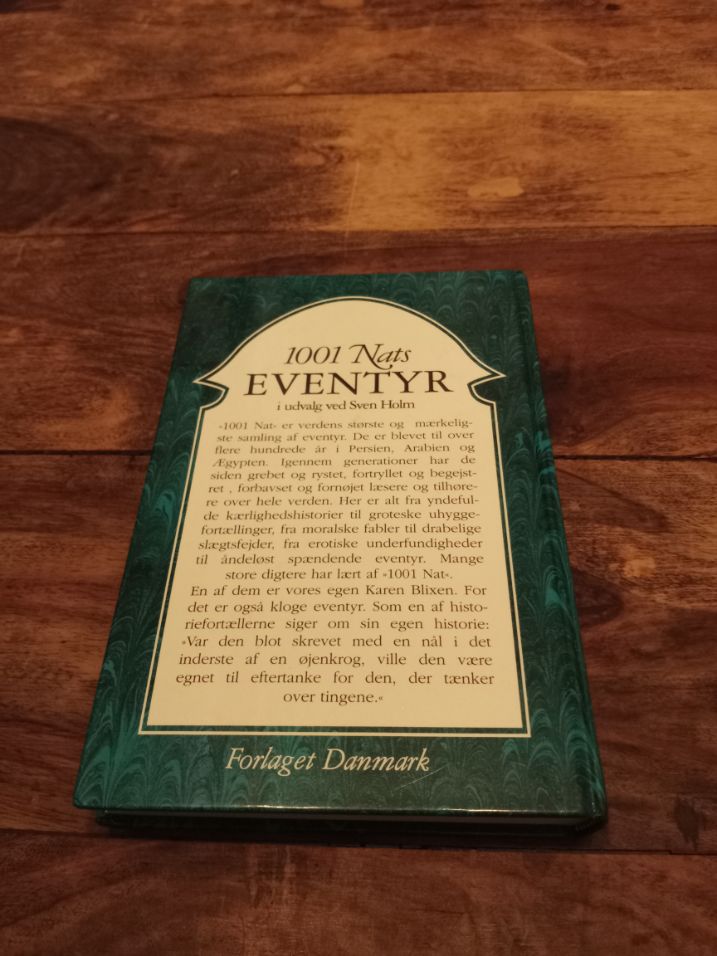 1001 Nats
EVENTYR
i udvalg ved Sven Holm
»1001 Nat« er verdens største og mærkelig-
ste samling af eventyr. De er blevet til over
flere hundrede år i Persien, Arabien og
Ægypten. Igennem generationer har de
siden grebet og rystet, fortryllet og begejst-
ret , forbavset og fornøjet læsere og tilhøre-
re over hele verden. Her er alt fra yndeful-
de kærlighedshistorier til groteske uhygge-
fortællinger, fra moralske fabler til drabelige
slægtsfejder, fra erotiske underfundigheder
til åndeløst spændende eventyr. Mange
store digtere har lært af »1001 Nat«.
En af dem er vores egen Karen Blixen. For
det er også kloge eventyr. Som en af histo-
riefortællerne siger om sin egen historie:
»Var den blot skrevet med en nål i det
inderste af en øjenkrog, ville den være
egnet til eftertanke for den, der tænker
over tingene.«
Forlaget Danmark